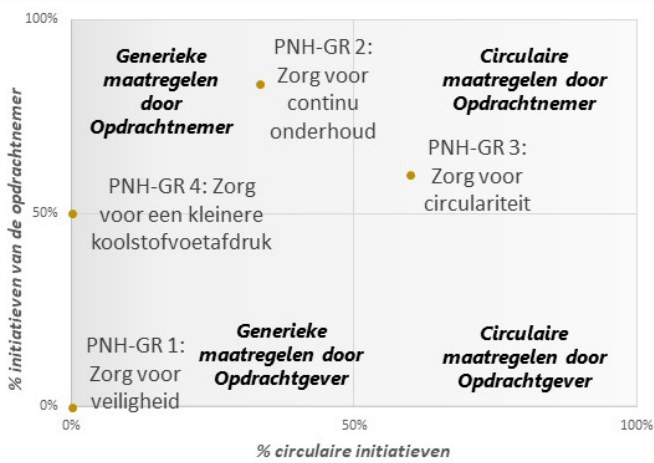 100%
Generieke
maatregelen
door
Opdrachtnemer
PNH-GR 2:
Zorg voor
continu
onderhoud
Circulaire
maatregelen door
Opdrachtnemer
PNH-GR 3:
Zorg voor
circulariteit
PNH-GR 4: Zorg
voor een kleinere
koolstofvoetafdruk
50%
% initiatieven van de opdrachtnemer
PNH-GR 1:
Zorg voor
veiligheid
Generieke
maatregelen door
Opdrachtgever
Circulaire
maatregelen door
Opdrachtgever
0%
0%
50%
100%
% circulaire initiatieven